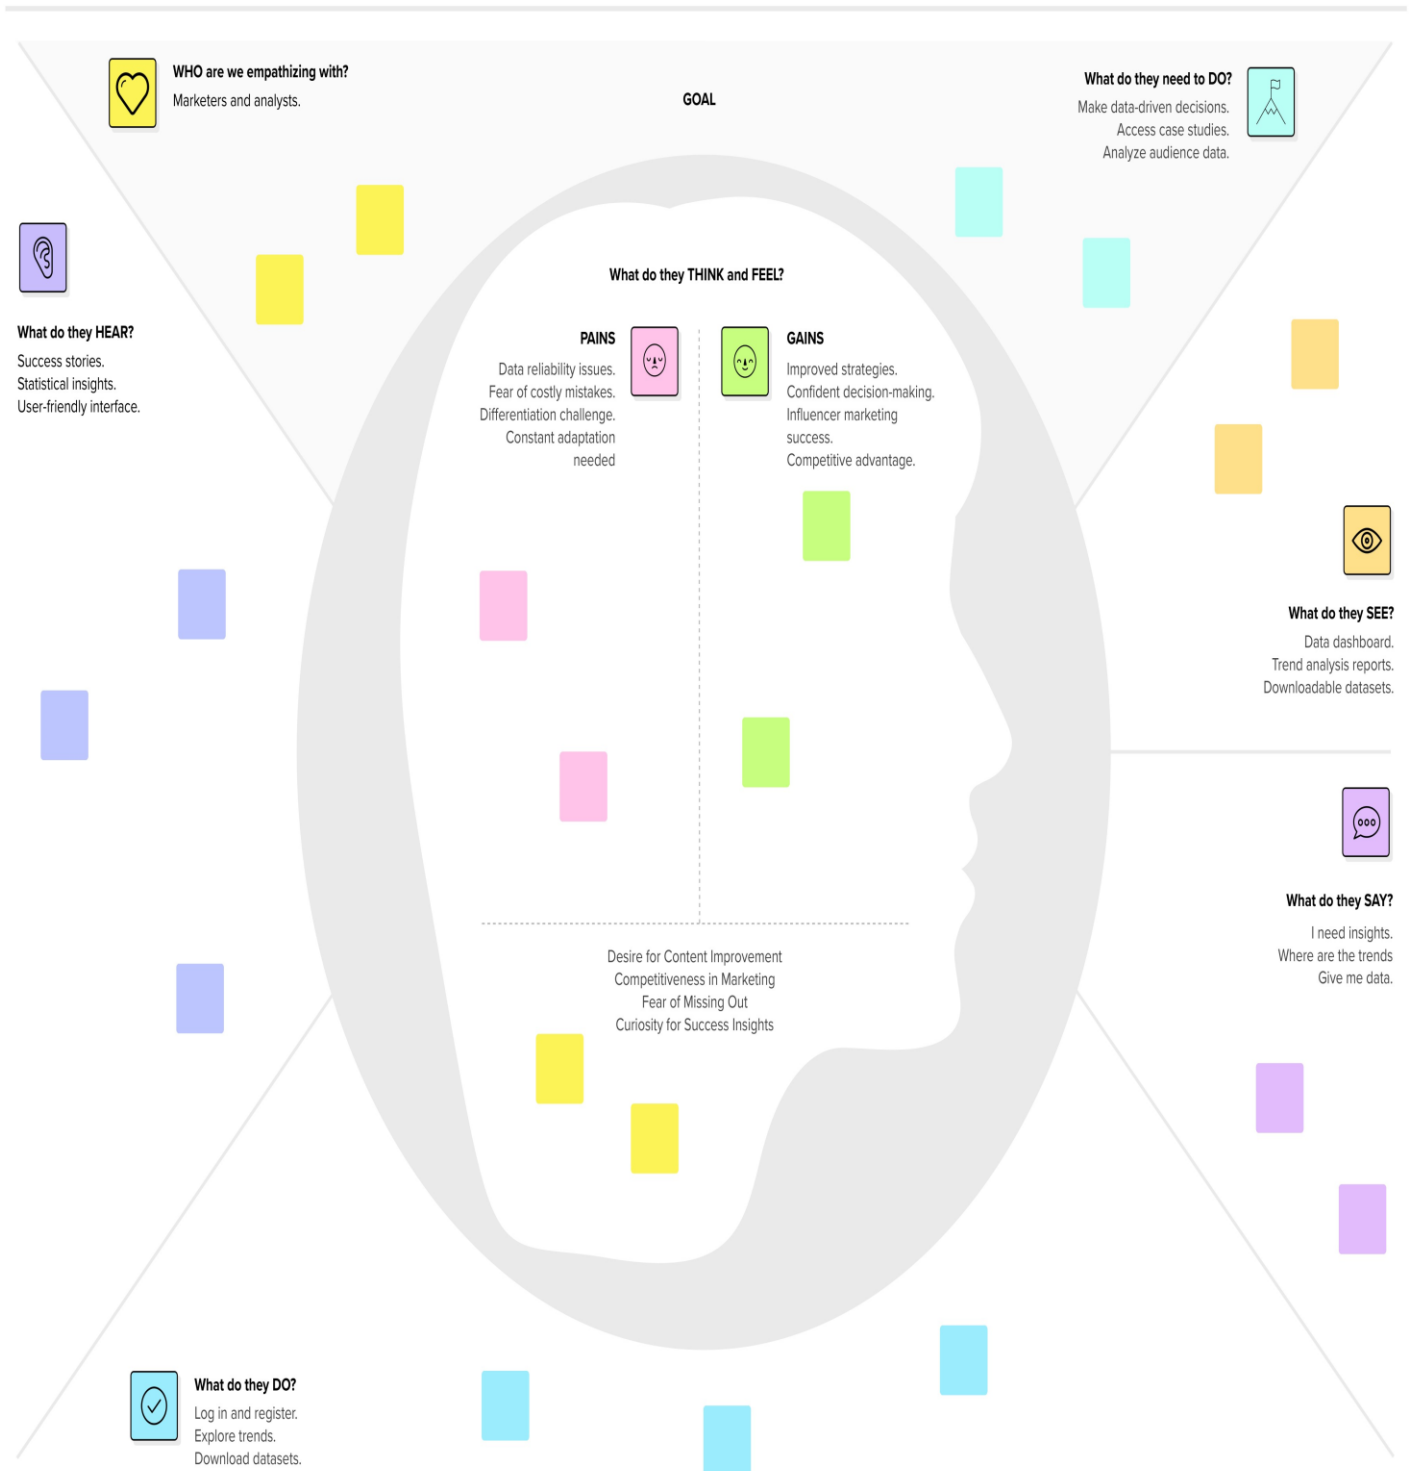 WHO are we empathizing with?
Marketers and analysts.
GOAL
What do they need to DO?
Make data-driven decisions.
Access case studies.
Analyze audience data.
What do they HEAR?
Success stories.
Statistical insights.
User-friendly interface.
What do they THINK and FEEL?
PAINS
Data reliability issues.
Fear of costly mistakes.
Differentiation challenge.
Constant adaptation
needed
GAINS
Improved strategies.
Confident decision-making.
Influencer marketing
success.
Competitive advantage.
What do they SEE?
Data dashboard.
Trend analysis reports.
Downloadable datasets.
What do they SAY?
I need insights.
Where are the trends
Give me data.
Desire for Content Improvement
Competitiveness in Marketing
Fear of Missing Out
Curiosity for Success Insights
What do they DO?
Log in and register.
Explore trends.
Download datasets.